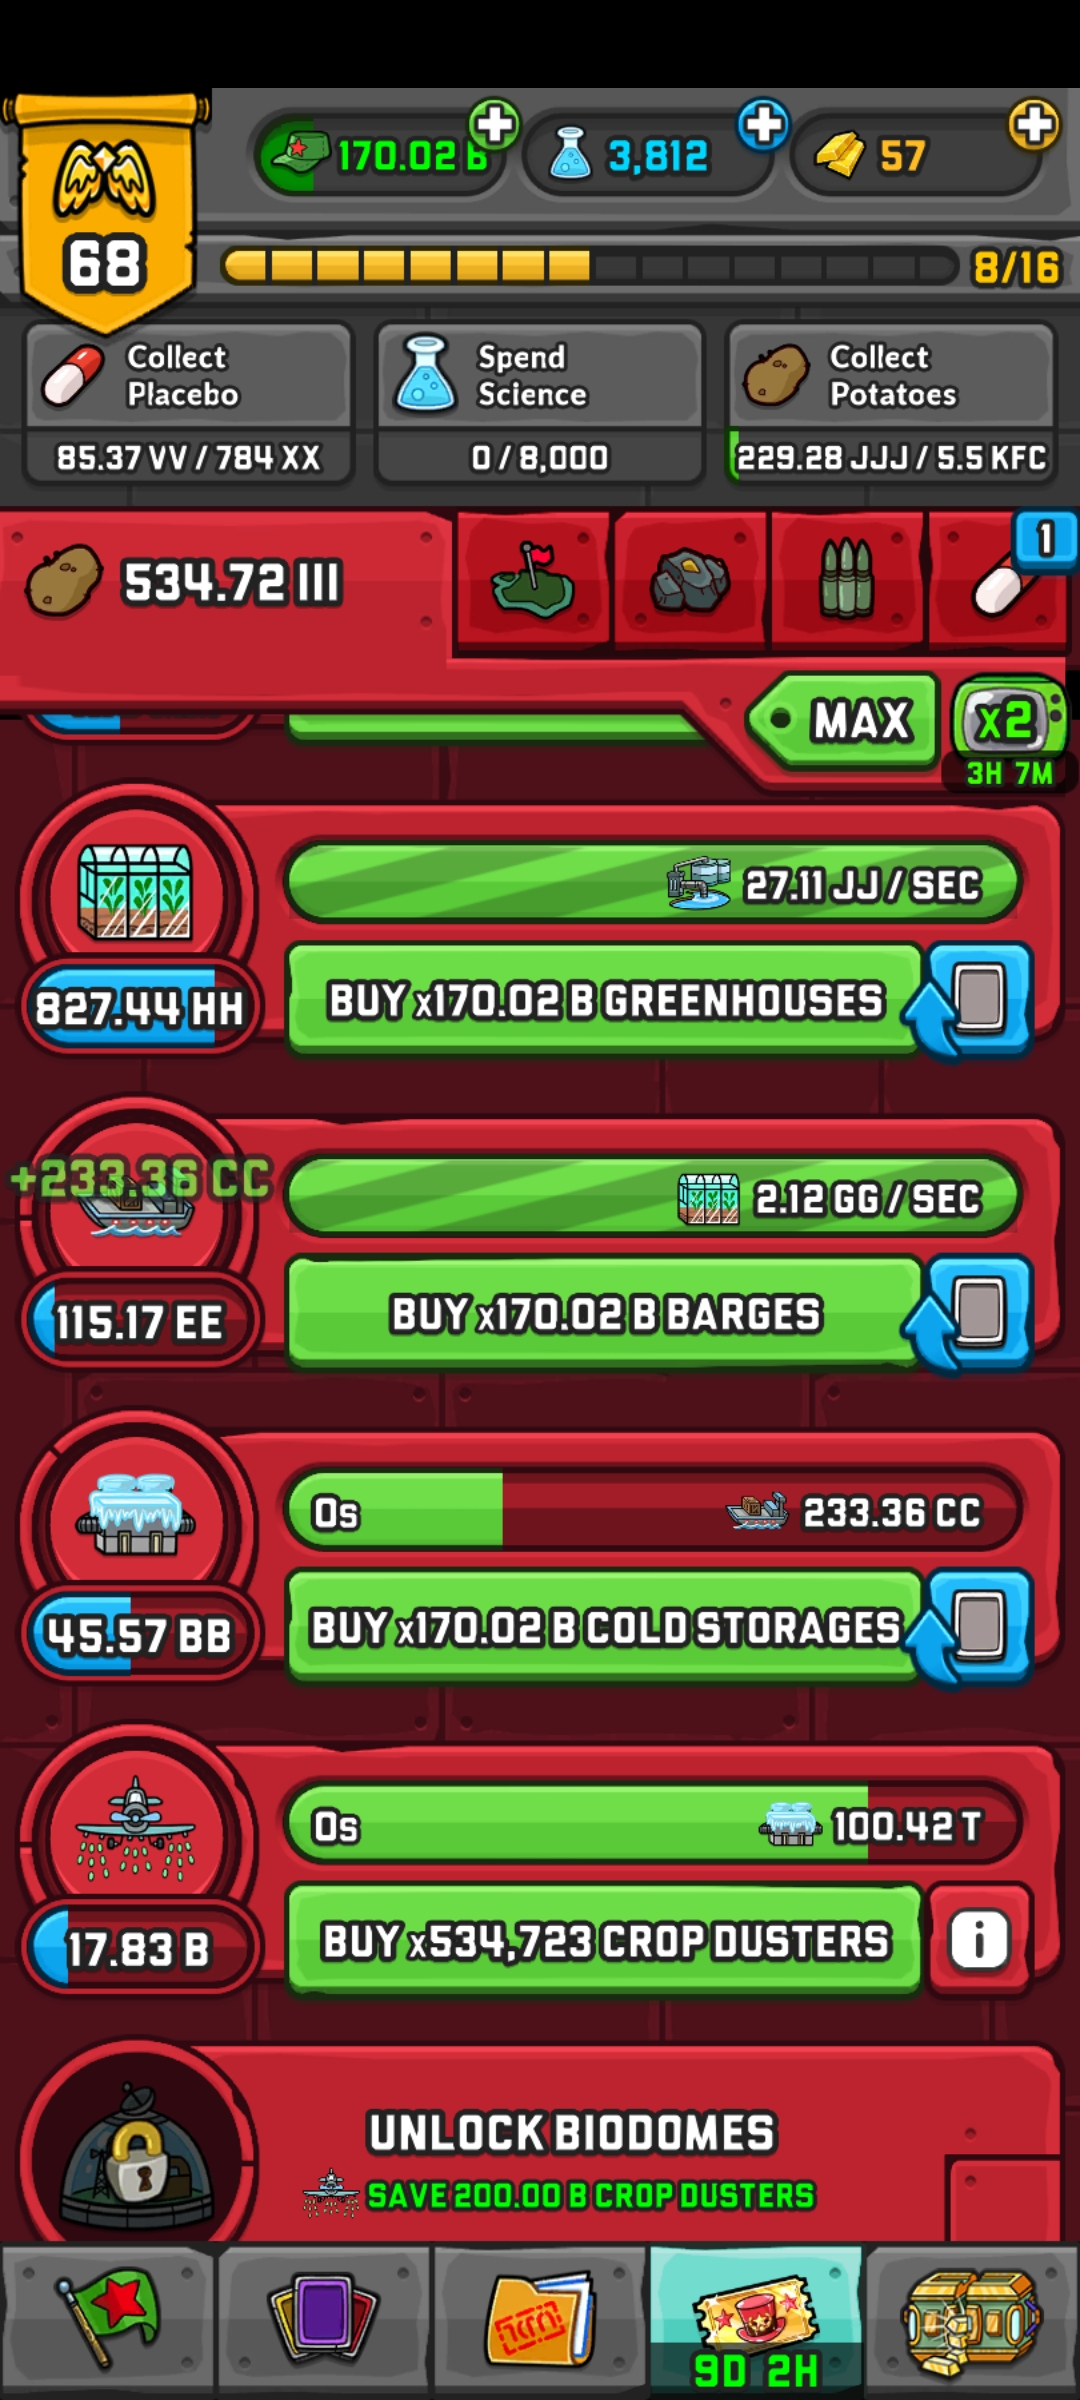 170.02 B
3,812
57
68
8/16
Collect
Placebo
85.37 VV / 784 XX
Spend
Science
0 / 8,000
Collect
Potatoes
229.28 JJJ / 5.5 KFC
534.72 III
1
MAX
x2
3H 7M
27.11 JJ / SEC
827.44 HH
BUY x170.02 B GREENHOUSES
+233.36 CC
2.12 GG / SEC
115.17 EE
BUY x170.02 B BARGES
0s
233.36 CC
45.57 BB
BUY x170.02 B COLD STORAGES
0s
100.42 T
17.83 B
BUY x534,723 CROP DUSTERS
i
UNLOCK BIODOMES
SAVE 200.00 B CROP DUSTERS
9D 2H